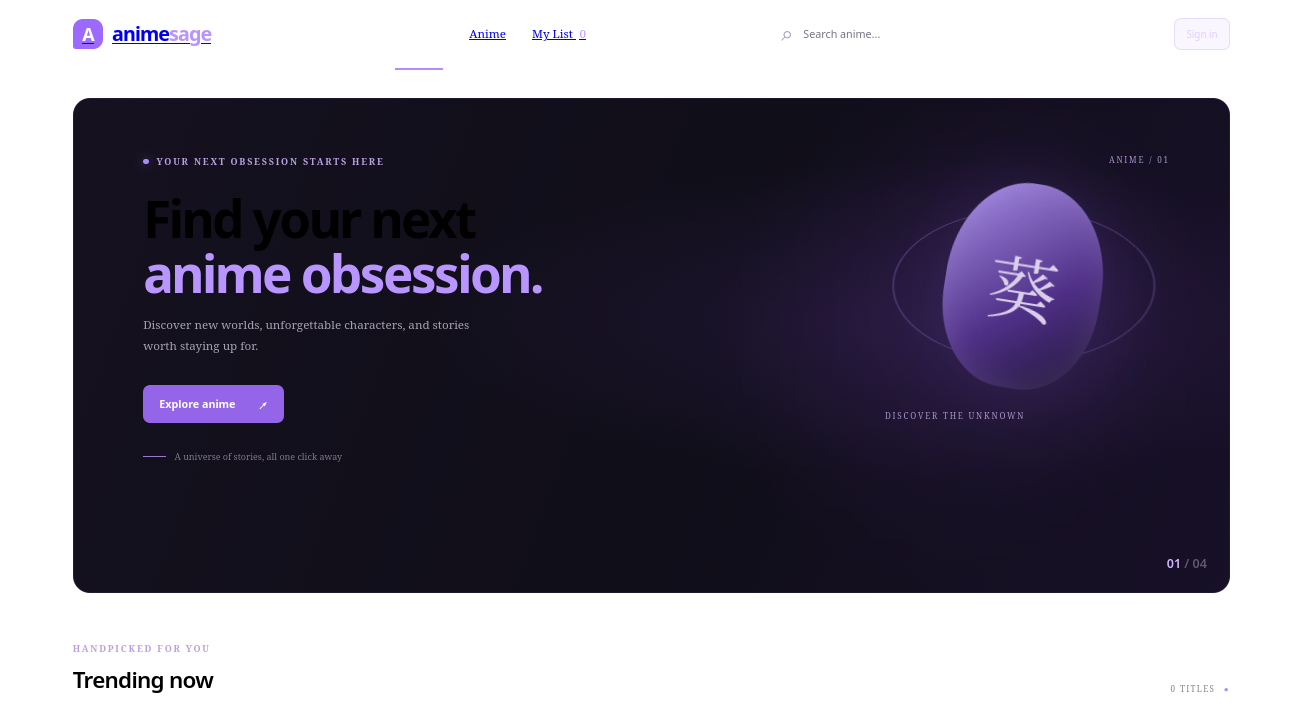 A animesage
Anime My List 0
Search anime...
Sign in
YOUR NEXT OBSESSION STARTS HERE
ANIME / 01
Find your next
anime obsession.
葵
Discover new worlds, unforgettable characters, and stories
worth staying up for.
Explore anime
DISCOVER THE UNKNOWN
A universe of stories, all one click away
01 / 04
HANDPICKED FOR YOU
Trending now
0 TITLES